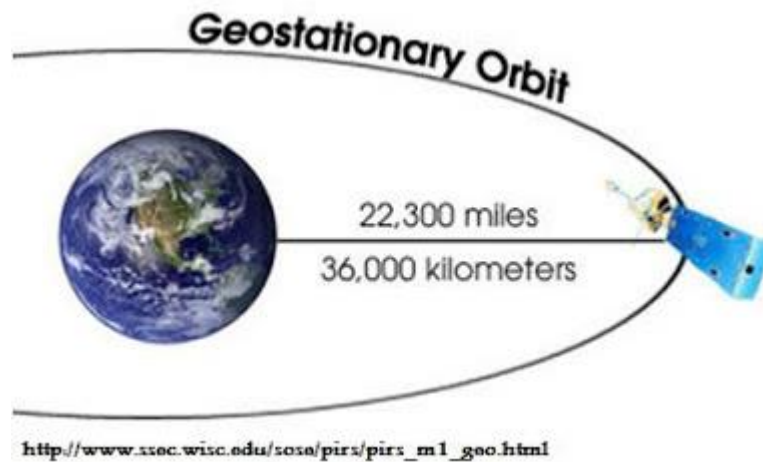 Geostationary Orbit
22,300 miles
36,000 kilometers
http://www.ssec.wisc.edu/sose/pirs/pirs_m1_geo.html